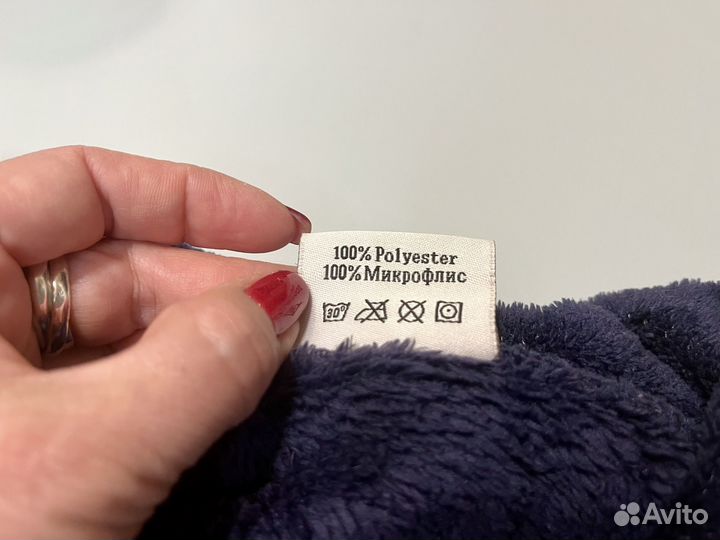 100% Polyester
100% Микрофлис
30°
Avito